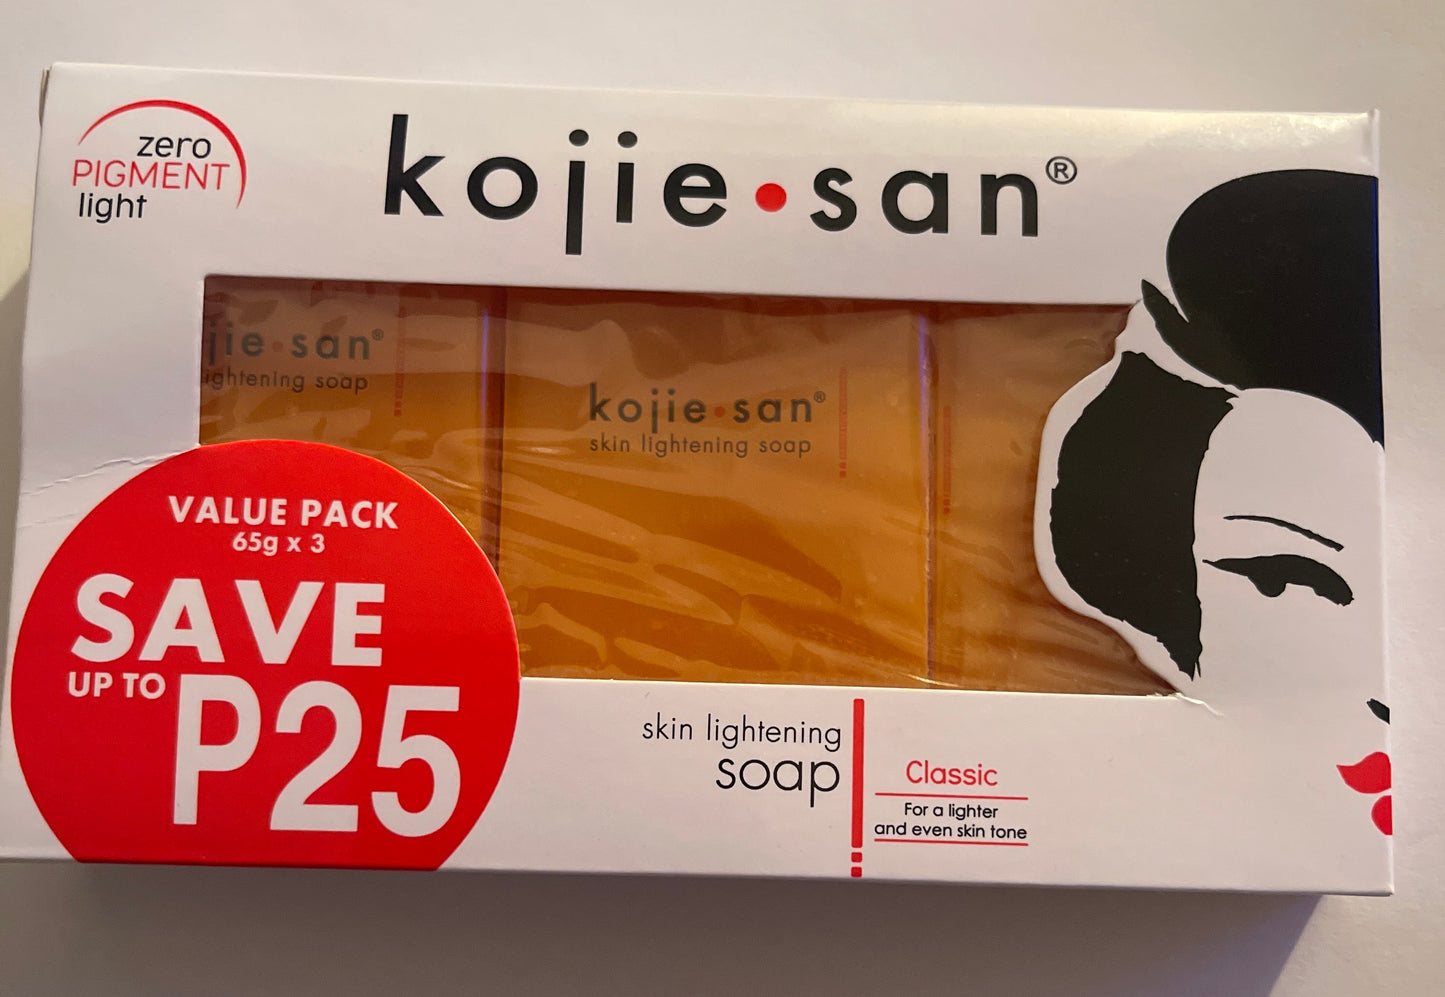 zero
PIGMENT
light
kojie•san®
jie•san®
ightening soap
kojie•san®
skin lightening soap
VALUE PACK
65g x 3
SAVE
UP TO
P25
skin lightening
soap
Classic
For a lighter
and even skin tone